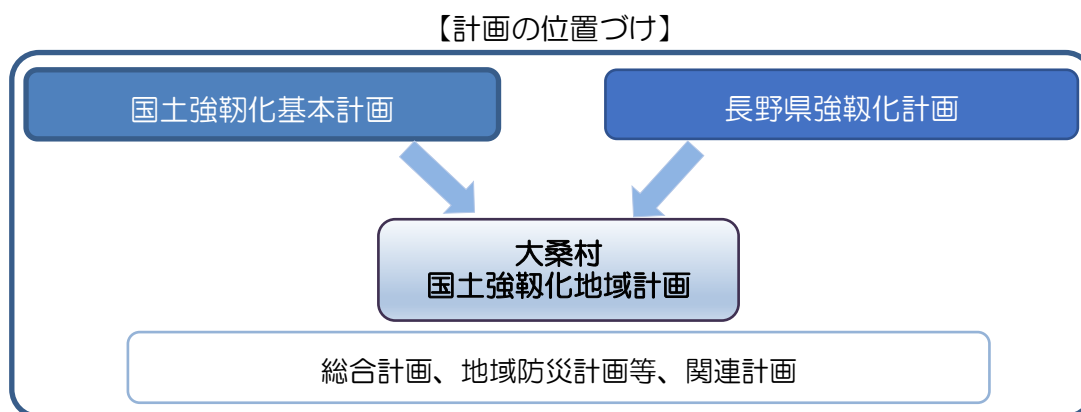 【計画の位置づけ】
国土強靭化基本計画
長野県強靱化計画
大桑村
国土強靱化地域計画
総合計画、地域防災計画等、関連計画